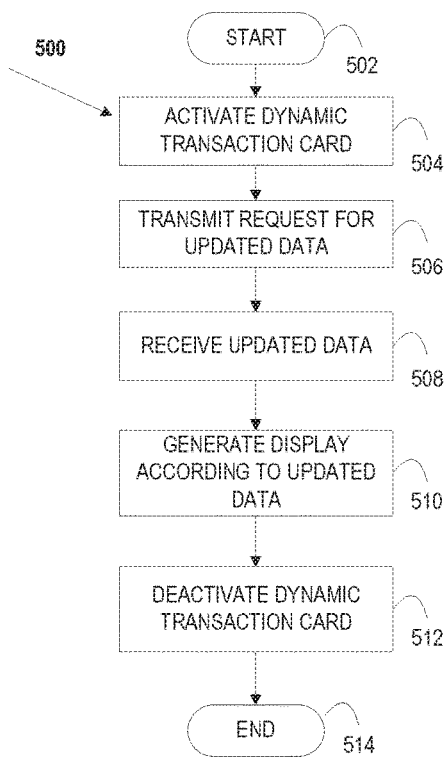 500
START
502
ACTIVATE DYNAMIC
TRANSACTION CARD
504
TRANSMIT REQUEST FOR
UPDATED DATA
506
RECEIVE UPDATED DATA
508
GENERATE DISPLAY
ACCORDING TO UPDATED
DATA
510
DEACTIVATE DYNAMIC
TRANSACTION CARD
512
END
514